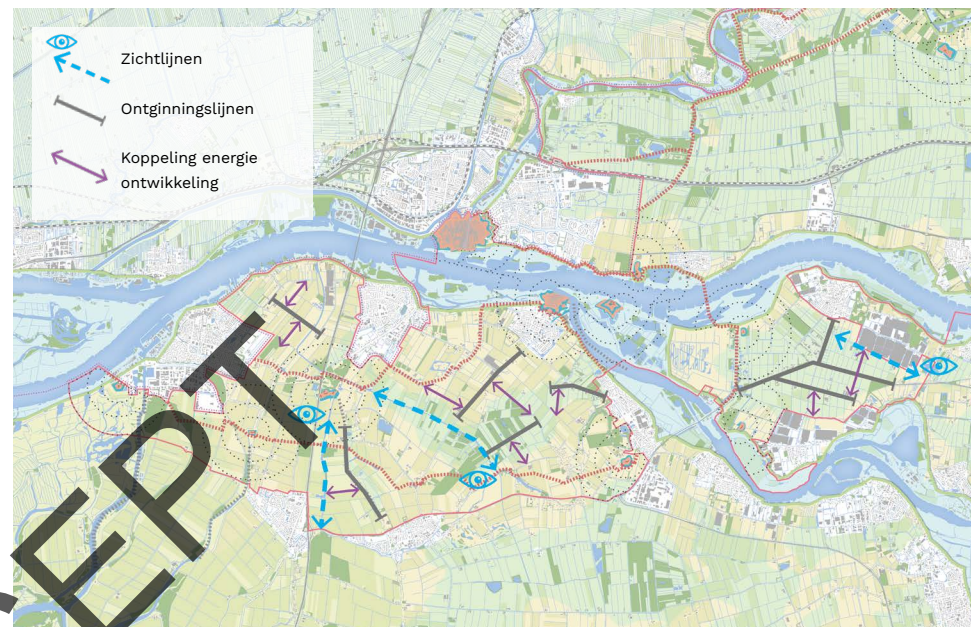 Zichtlijnen
Ontginningslijnen
Koppeling energie
ontwikkeling
EPT